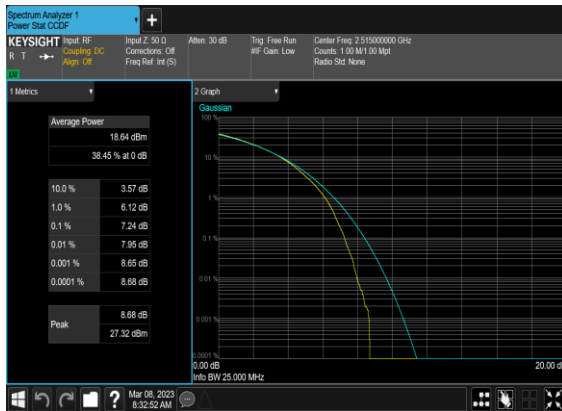 Spectrum Analyzer 1
Power Stat CCDF
+
KEYSIGHT
R T
Input: RF
Coupling: DC
Align: Off
Input Z: 50 Ω
Corrections: Off
Freq Ref: Int (S)
Atten: 30 dB
Trig: Free Run
#IF Gain: Low
Center Freq: 2.515000000 GHz
Counts: 1.00 M/1.00 Mpt
Radio Std: None
1 Metrics
Average Power
18.64 dBm
38.45 % at 0 dB
10.0 % 3.57 dB
1.0 % 6.12 dB
0.1 % 7.24 dB
0.01 % 7.95 dB
0.001 % 8.65 dB
0.0001 % 8.68 dB
Peak
8.68 dB
27.32 dBm
2 Graph
Gaussian
100 %
10 %
1 %
0.1 %
0.01 %
0.001 %
0.0001 %
0.00 dB
20.00 d
Info BW 25.000 MHz
?
Mar 08, 2023
8:32:52 AM